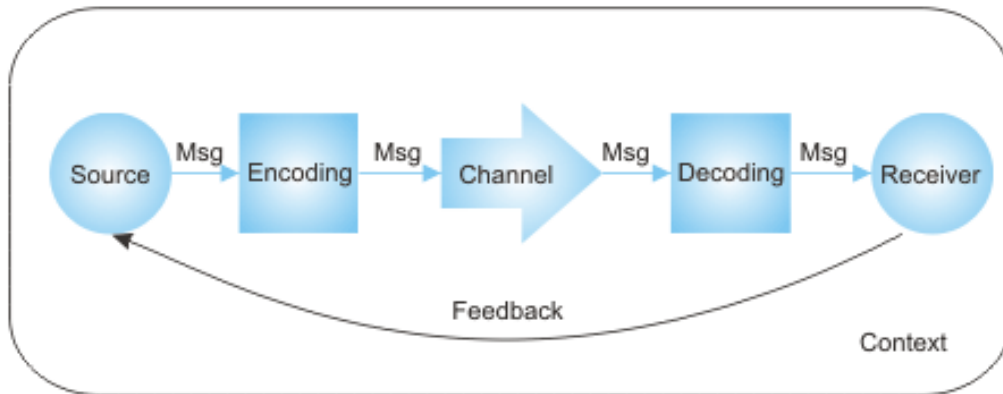 Msg Msg Msg Msg
Source Encoding Channel Decoding Receiver
Feedback
Context